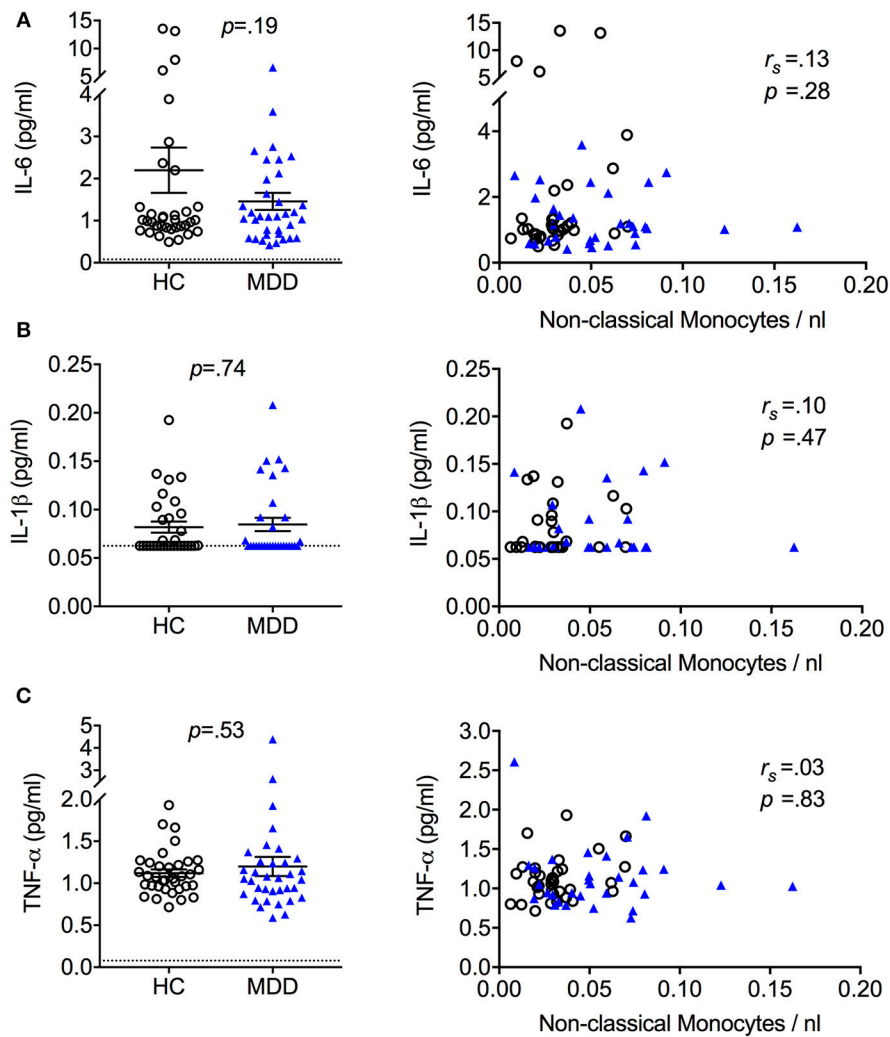 A
p=.19
IL-6 (pg/ml)
15
10
5
4
3
2
1
0
HC
MDD
IL-6 (pg/ml)
15
10
5
4
2
0
rs =.13
p =.28
0.00
0.05
0.10
0.15
0.20
Non-classical Monocytes / nl
B
p=.74
IL-1β (pg/ml)
0.25
0.20
0.15
0.10
0.05
0.00
HC
MDD
IL-1β (pg/ml)
0.25
0.20
0.15
0.10
0.05
0.00
rs =.10
p =.47
0.00
0.05
0.10
0.15
0.20
Non-classical Monocytes / nl
C
p=.53
TNF-α (pg/ml)
5
4
3
2
2.0
1.5
1.0
0.5
0.0
HC
MDD
TNF-α (pg/ml)
3.0
2.5
2.0
1.5
1.0
0.5
0.0
rs =.03
p =.83
0.00
0.05
0.10
0.15
0.20
Non-classical Monocytes / nl